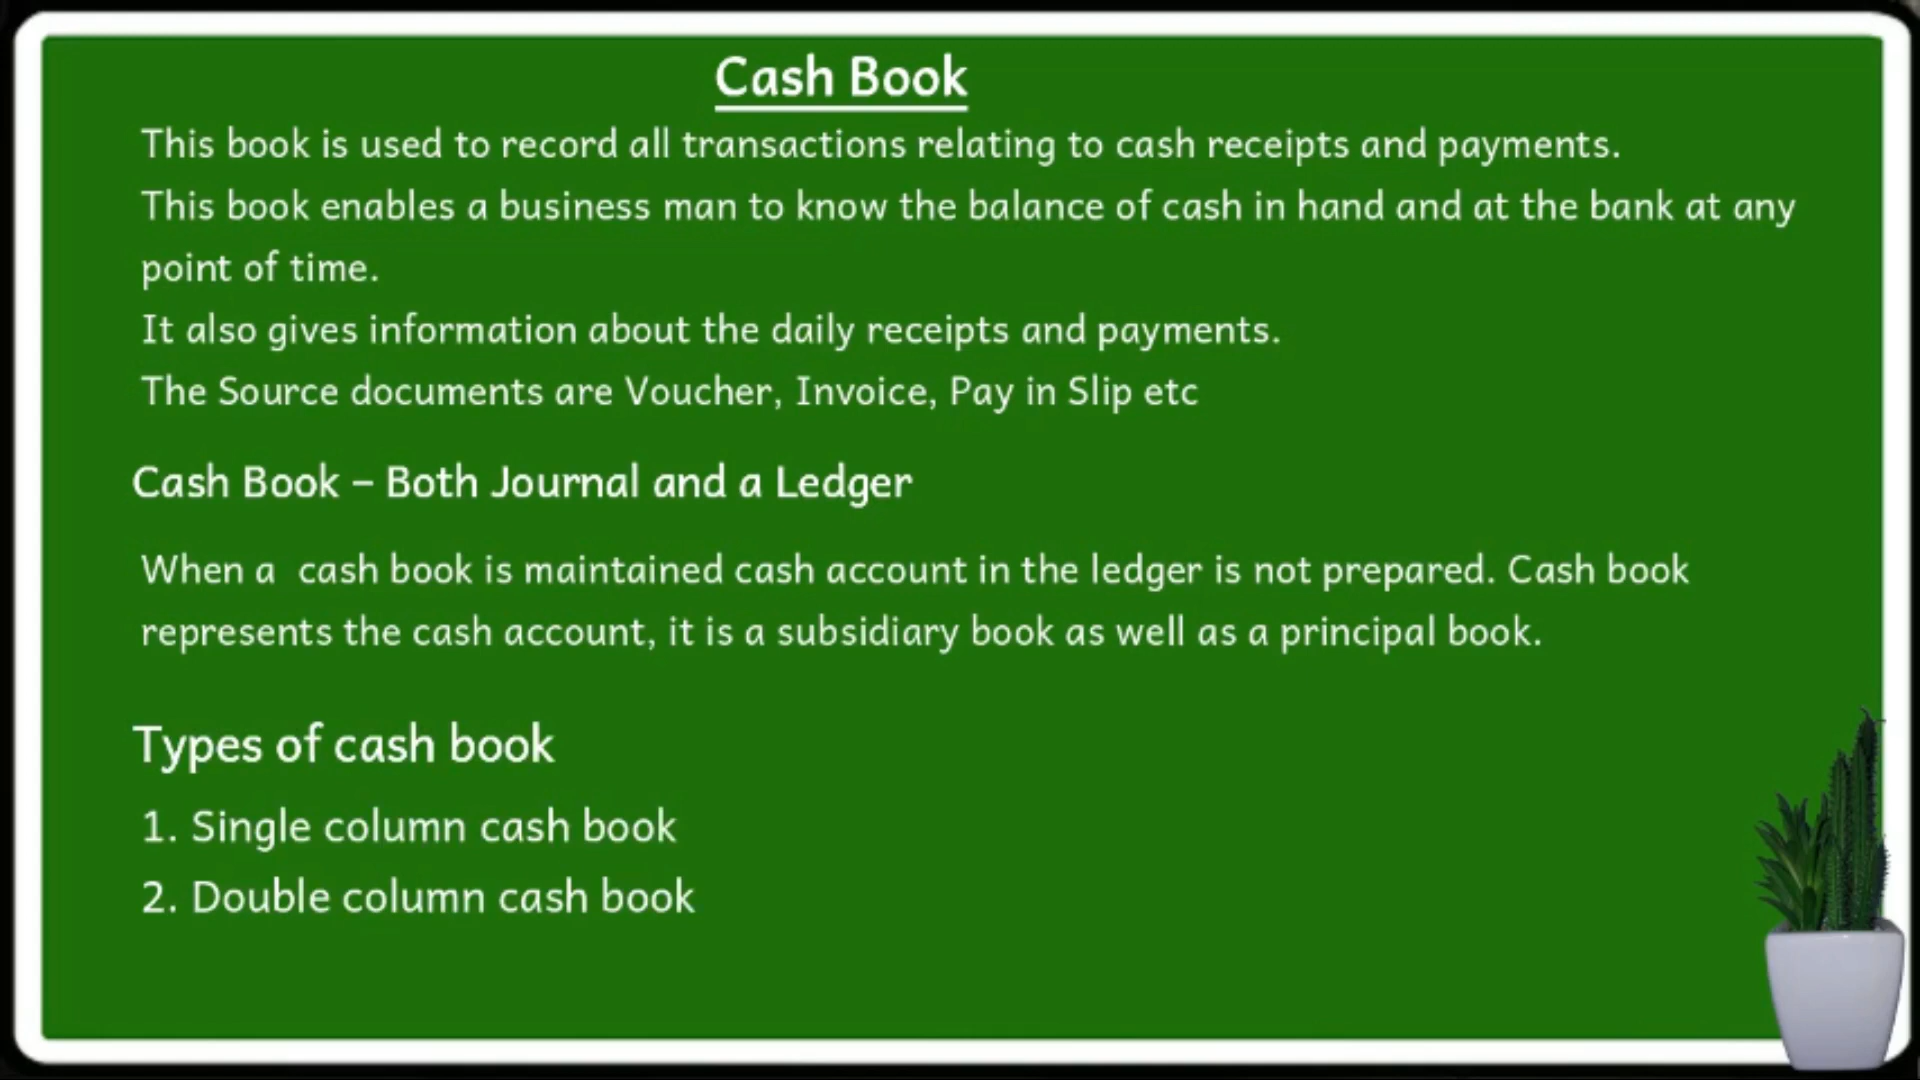 Cash Book
This book is used to record all transactions relating to cash receipts and payments.
This book enables a business man to know the balance of cash in hand and at the bank at any
point of time.
It also gives information about the daily receipts and payments.
The Source documents are Voucher, Invoice, Pay in Slip etc
Cash Book – Both Journal and a Ledger
When a  cash book is maintained cash account in the ledger is not prepared. Cash book
represents the cash account, it is a subsidiary book as well as a principal book.
Types of cash book
1. Single column cash book
2. Double column cash book